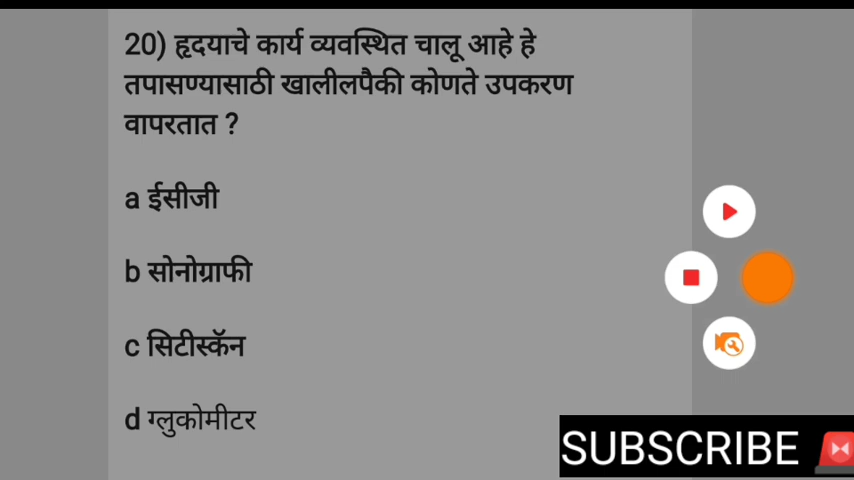 20) हृदयाचे कार्य व्यवस्थित चालू आहे हे
तपासण्यासाठी खालीलपैकी कोणते उपकरण
वापरतात ?
a ईसीजी
b सोनोग्राफी
c सिटीस्कॅन
d ग्लुकोमीटर
SUBSCRIBE